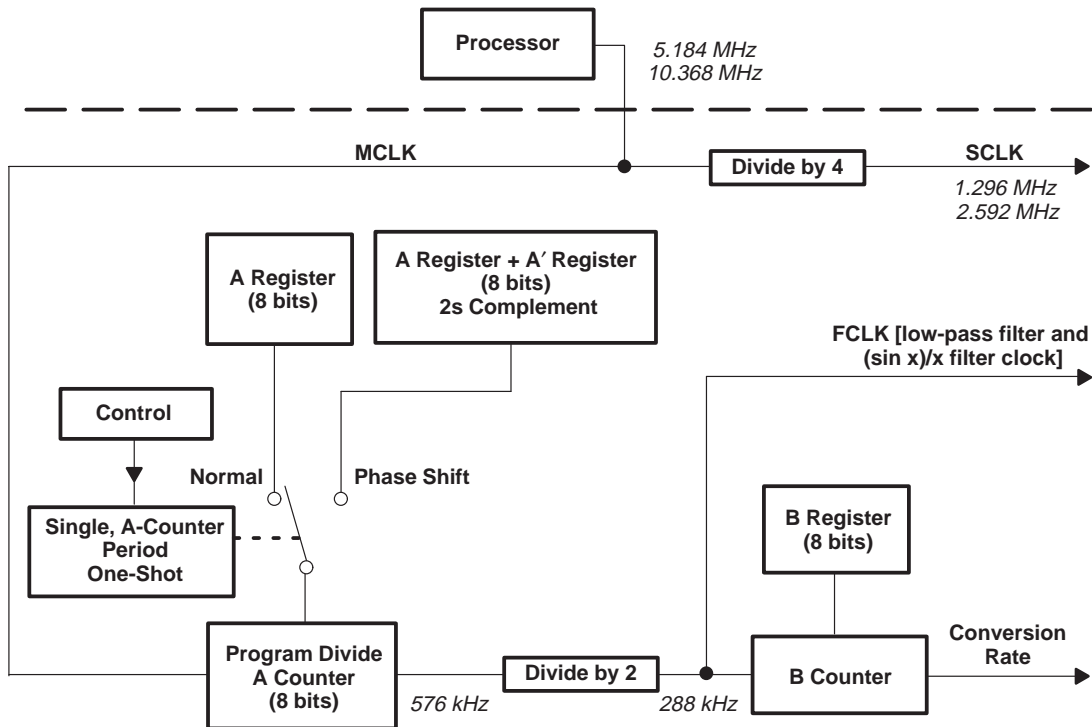 Processor
5.184 MHz
10.368 MHz
MCLK
Divide by 4
SCLK
1.296 MHz
2.592 MHz
A Register
(8 bits)
A Register + A′ Register
(8 bits)
2s Complement
FCLK [low-pass filter and
(sin x)/x filter clock]
Control
Normal
Phase Shift
Single, A-Counter
Period
One-Shot
B Register
(8 bits)
Program Divide
A Counter
(8 bits)
576 kHz
Divide by 2
288 kHz
B Counter
Conversion
Rate